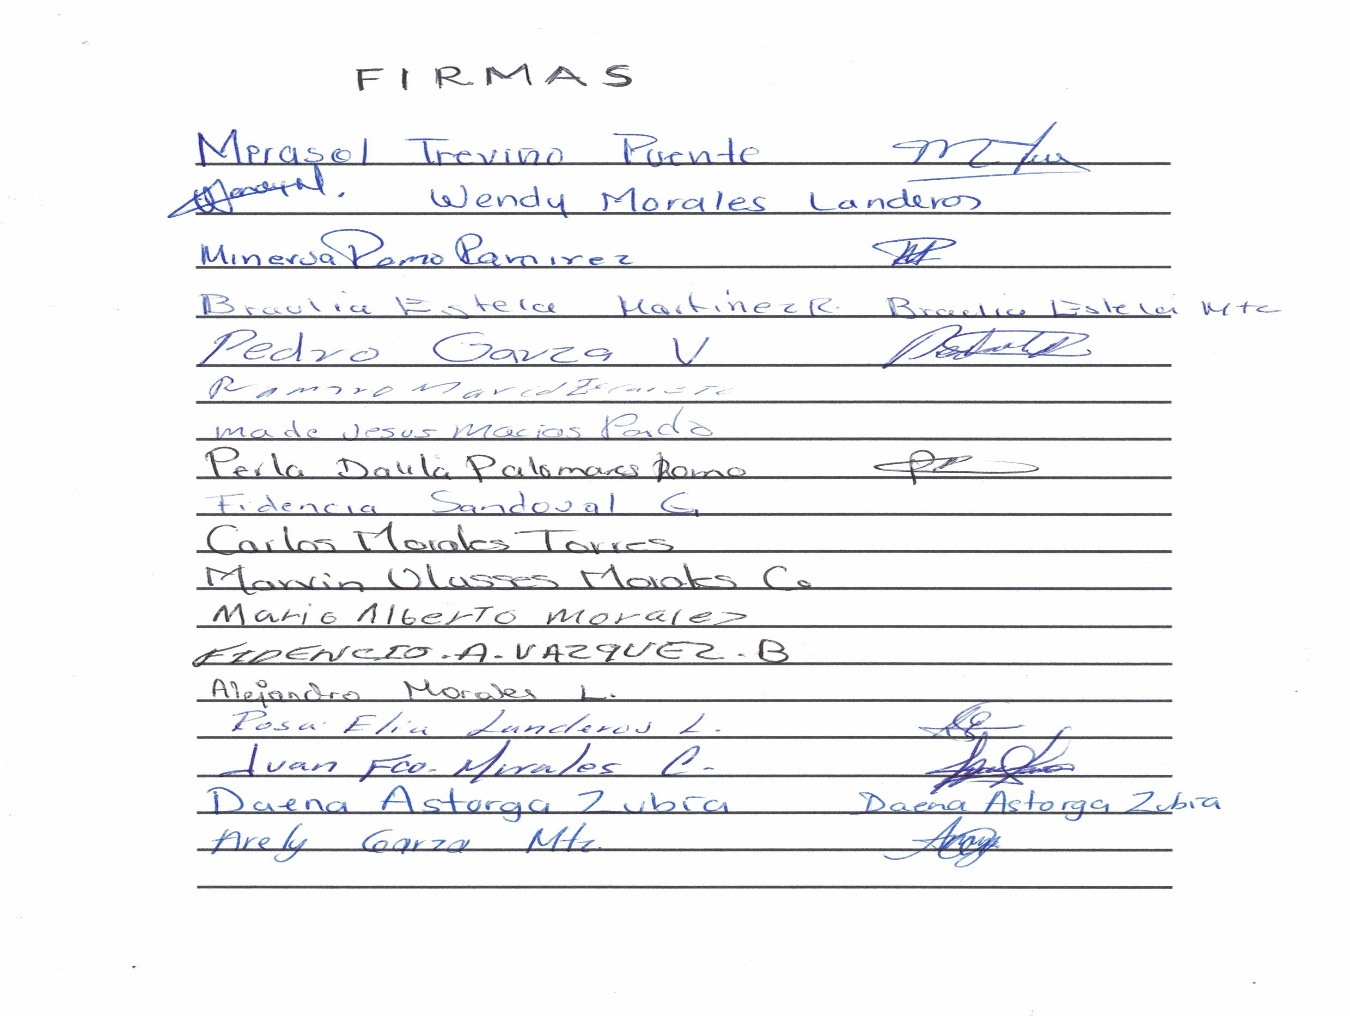 FIRMAS
Merasol Treviño Puente
Wendy Morales Landeros
Minerva Romo Ramirez
Braulia Estela Martinez R. Braulia Estela Mtz
Pedro Garza V
Ramiro
ma de Jesus Macias Pardo
Perla Dalila Palomares Romo
Fidencia Sandoval G.
Carlos Morales Torres
Marvin Ulasses Morales C.
Mario Alberto Morales
FIDENCIO.A.VAZQUEZ.B
Alejandro Morales L.
Rosa Elia Landeros L.
Juan Fco. Morales C.
Daena Astorga Zubia Daena Astorga Zubia
Arely Garza Mtz.